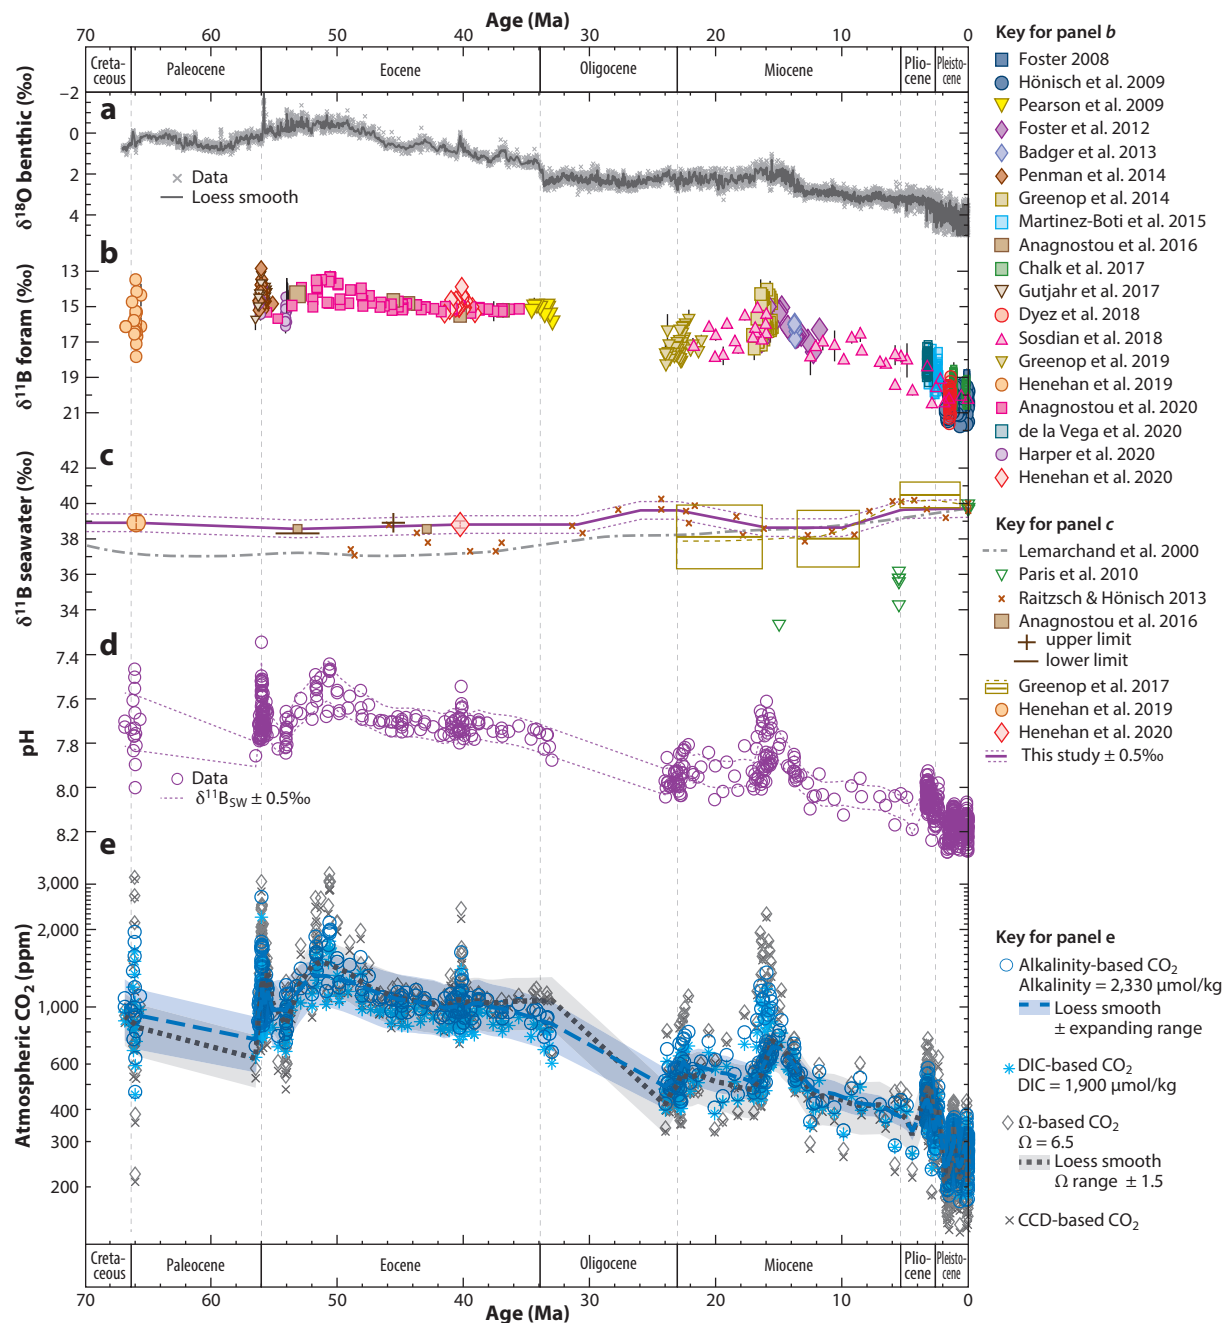 Age (Ma)
70 60 50 40 30 20 10 0
Creta-
ceous
Paleocene
Eocene
Oligocene
Miocene
Plio-
cene
Pleisto-
cene
a
δ18O benthic (‰)
−2
0
2
4
Data
Loess smooth
b
δ11B foram (‰)
13
15
17
19
21
c
δ11B seawater (‰)
42
40
38
36
34
d
pH
7.4
7.6
7.8
8.0
8.2
Data
δ11BSW ± 0.5‰
e
Atmospheric CO2 (ppm)
3,000
2,000
1,000
600
400
300
200
Creta-
ceous
Paleocene
Eocene
Oligocene
Miocene
Plio-
cene
Pleisto-
cene
70 60 50 40 30 20 10 0
Age (Ma)
Key for panel b
Foster 2008
Hönisch et al. 2009
Pearson et al. 2009
Foster et al. 2012
Badger et al. 2013
Penman et al. 2014
Greenop et al. 2014
Martinez-Boti et al. 2015
Anagnostou et al. 2016
Chalk et al. 2017
Gutjahr et al. 2017
Dyez et al. 2018
Sosdian et al. 2018
Greenop et al. 2019
Henehan et al. 2019
Anagnostou et al. 2020
de la Vega et al. 2020
Harper et al. 2020
Henehan et al. 2020
Key for panel c
Lemarchand et al. 2000
Paris et al. 2010
Raitzsch & Hönisch 2013
Anagnostou et al. 2016
upper limit
lower limit
Greenop et al. 2017
Henehan et al. 2019
Henehan et al. 2020
This study ± 0.5‰
Key for panel e
Alkalinity-based CO2
Alkalinity = 2,330 μmol/kg
Loess smooth
± expanding range
DIC-based CO2
DIC = 1,900 μmol/kg
Ω-based CO2
Ω = 6.5
Loess smooth
Ω range ± 1.5
CCD-based CO2